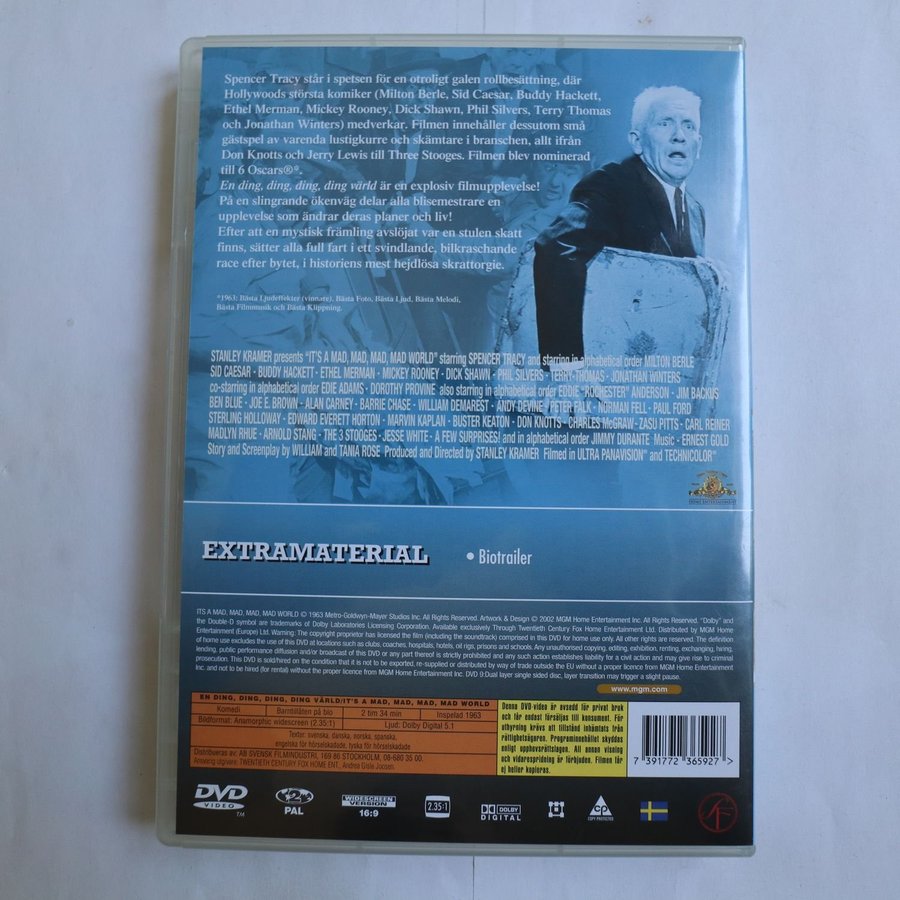 Spencer Tracy står i spetsen för en otroligt galen rollbesättning, där
Hollywoods största komiker (Milton Berle, Sid Caesar, Buddy Hackett,
Ethel Merman, Mickey Rooney, Dick Shawn, Phil Silvers, Terry Thomas
och Jonathan Winters) medverkar. Filmen innehåller dessutom små
gästspel av varenda lustigkurre och skämtare i branschen, allt ifrån
Don Knotts och Jerry Lewis till Three Stooges. Filmen blev nominerad
till 6 Oscars®*.
En ding, ding, ding, ding värld är en explosiv filmupplevelse!
På en slingrande ökenväg delar alla blisemestrare en
upplevelse som ändrar deras planer och liv!
Efter att en mystisk främling avslöjat var en stulen skatt
finns, sätter alla full fart i ett svindlande, bilkraschande
race efter bytet, i historiens mest hejdlösa skrattorgie.
*1963: Bästa Ljudeffekter (vinnare). Bästa Foto, Bästa Ljud, Bästa Melodi,
Bästa Filmmusik och Bästa Klippning.
STANLEY KRAMER presents "IT'S A MAD, MAD, MAD, MAD WORLD" starring SPENCER TRACY and starring in alphabetical order MILTON BERLE
SID CAESAR · BUDDY HACKETT · ETHEL MERMAN · MICKEY ROONEY · DICK SHAWN · PHIL SILVERS · TERRY-THOMAS · JONATHAN WINTERS
co-starring in alphabetical order EDIE ADAMS · DOROTHY PROVINE also starring in alphabetical order EDDIE "ROCHESTER" ANDERSON · JIM BACKUS
BEN BLUE · JOE E. BROWN · ALAN CARNEY · BARRIE CHASE · WILLIAM DEMAREST · ANDY DEVINE · PETER FALK · NORMAN FELL · PAUL FORD
STERLING HOLLOWAY · EDWARD EVERETT HORTON · MARVIN KAPLAN · BUSTER KEATON · DON KNOTTS · CHARLES McGRAW · ZASU PITTS · CARL REINER
MADLYN RHUE · ARNOLD STANG · THE 3 STOOGES · JESSE WHITE · A FEW SURPRISES! and in alphabetical order JIMMY DURANTE Music · ERNEST GOLD
Story and Screenplay by WILLIAM and TANIA ROSE Produced and Directed by STANLEY KRAMER Filmed in ULTRA PANAVISION® and TECHNICOLOR®
HOME ENTERTAINMENT
EXTRAMATERIAL
• Biotrailer
ITS A MAD, MAD, MAD, MAD WORLD © 1963 Metro-Goldwyn-Mayer Studios Inc. All Rights Reserved. Artwork & Design © 2002 MGM Home Entertainment Inc. All Rights Reserved. "Dolby" and
the Double-D symbol are trademarks of Dolby Laboratories Licensing Corporation. Available exclusively Through Twentieth Century Fox Home Entertainment Ltd. Distributed by MGM Home
Entertainment (Europe) Ltd. Warning: The copyright proprietor has licensed the film (including the soundtrack) comprised in this DVD for home use only. All other rights are reserved. The definition
of home use excludes the use of this DVD at locations such as clubs, coaches, hospitals, hotels, oil rigs, prisons and schools. Any unauthorised copying, editing, exhibition, renting, exchanging, hiring,
lending, public performance diffusion and/or broadcast of this DVD or any part thereof is strictly prohibited and any such action establishes liability for a civil action and may give rise to criminal
prosecution. This DVD is sold/hired on the condition that it is not to be exported, re-supplied or distributed by way of trade outside the EU without a proper licence from MGM Home Entertainment
Inc. and not to be hired (for rental) without the proper licence from MGM Home Entertainment Inc. DVD 9:Dual layer single sided disc, layer transition may trigger a slight pause.
www.mgm.com
EN DING, DING, DING, DING VÄRLD/IT'S A MAD, MAD, MAD, MAD WORLD
Komedi Barntillåten på bio 2 tim 34 min Inspelad 1963
Bildformat: Anamorphic widescreen (2.35:1) Ljud: Dolby Digital 5.1
Texter: svenska, danska, norska, spanska,
engelska för hörselskadade, tyska för hörselskadade
Distribueras av: AB SVENSK FILMINDUSTRI, 169 86 STOCKHOLM, 08-680 35 00.
Ansvarig utgivare: TWENTIETH CENTURY FOX HOME ENT., Andrea Gisle Joosen.
Denna DVD-video är avsedd för privat bruk
och får endast försäljas till konsument. För
uthyrning krävs att tillstånd inhämtats från
rättighetsägaren. Programinnehållet skyddas
enligt upphovsrättslagen. All annan visning
och vidarespridning är förbjuden. Filmen får
ej heller kopieras.
7 391772 365927 >
DVD
VIDEO
TM
2
PAL
WIDESCREEN
VERSION
16:9
2.35:1
DOLBY
DIGITAL
CP
COPY PROTECTED
SF